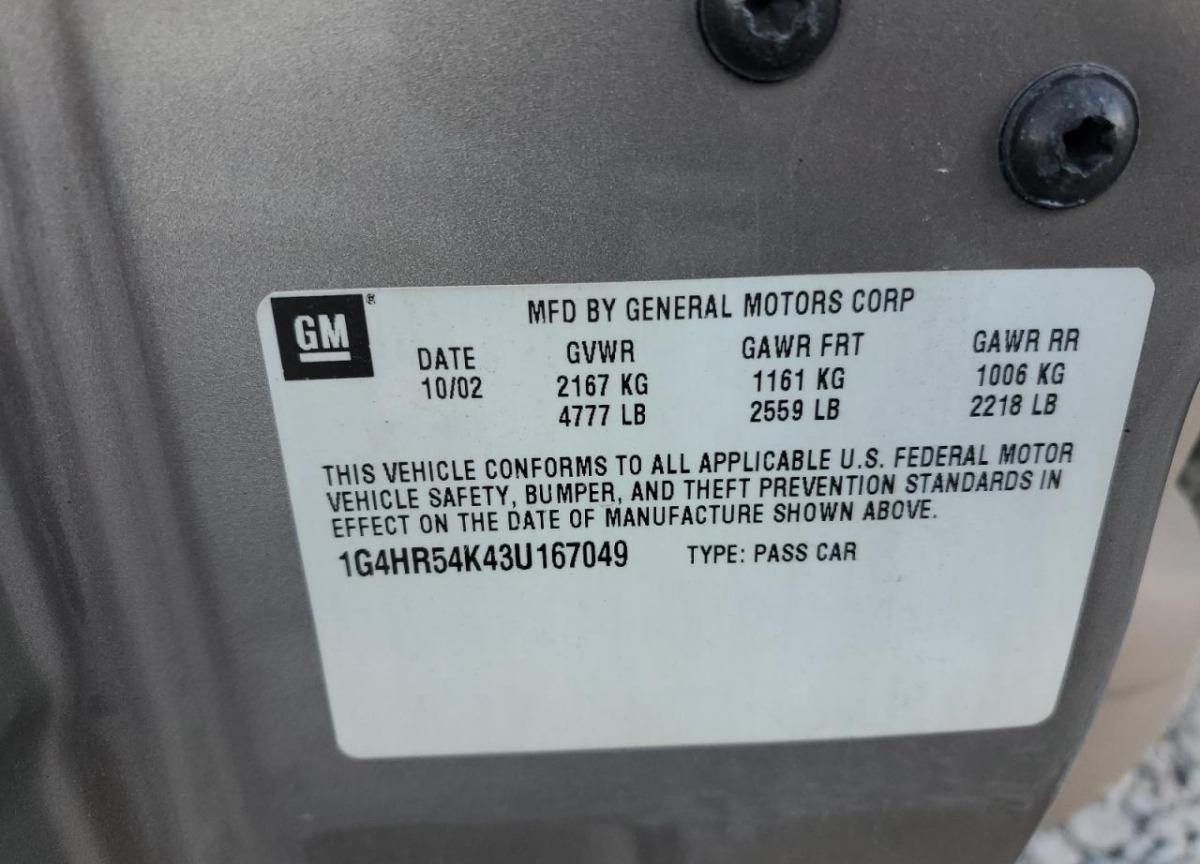 GM®
MFD BY GENERAL MOTORS CORP
DATE GVWR GAWR FRT GAWR RR
10/02 2167 KG 1161 KG 1006 KG
4777 LB 2559 LB 2218 LB
THIS VEHICLE CONFORMS TO ALL APPLICABLE U.S. FEDERAL MOTOR
VEHICLE SAFETY, BUMPER, AND THEFT PREVENTION STANDARDS IN
EFFECT ON THE DATE OF MANUFACTURE SHOWN ABOVE.
1G4HR54K43U167049 TYPE: PASS CAR